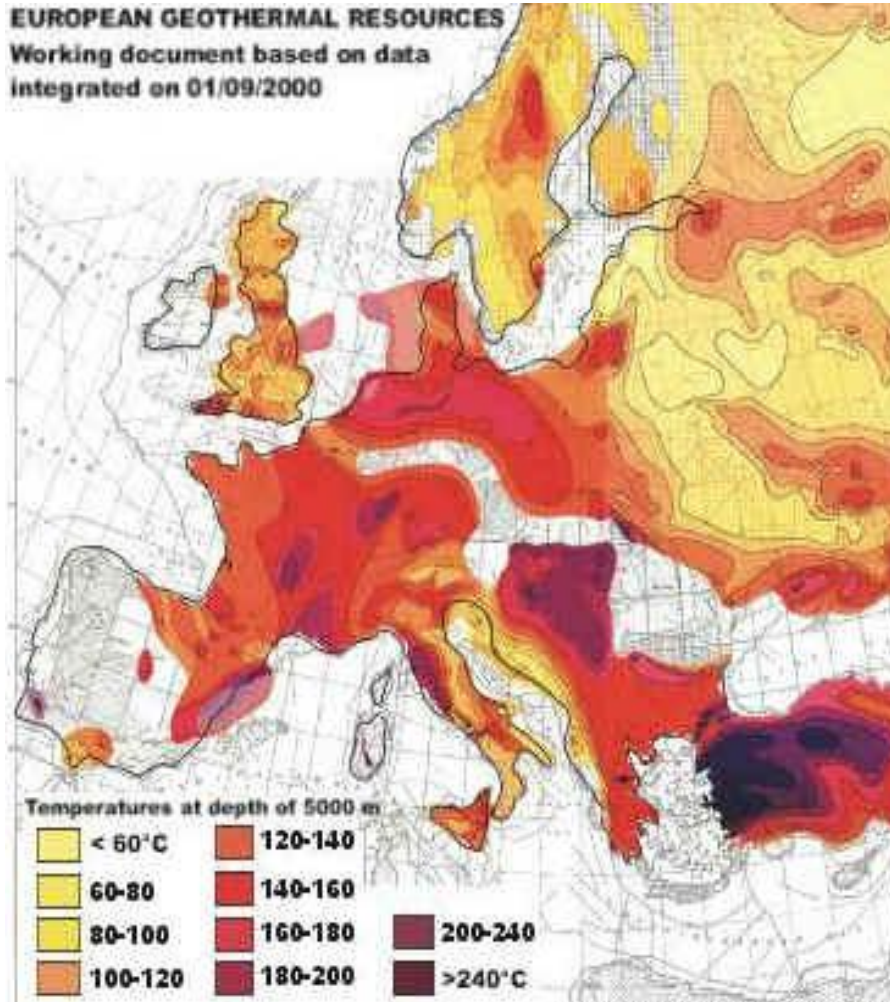 EUROPEAN GEOTHERMAL RESOURCES
Working document based on data
integrated on 01/09/2000
Temperatures at depth of 5000 m
< 60°C
60-80
80-100
100-120
120-140
140-160
160-180
180-200
200-240
>240°C